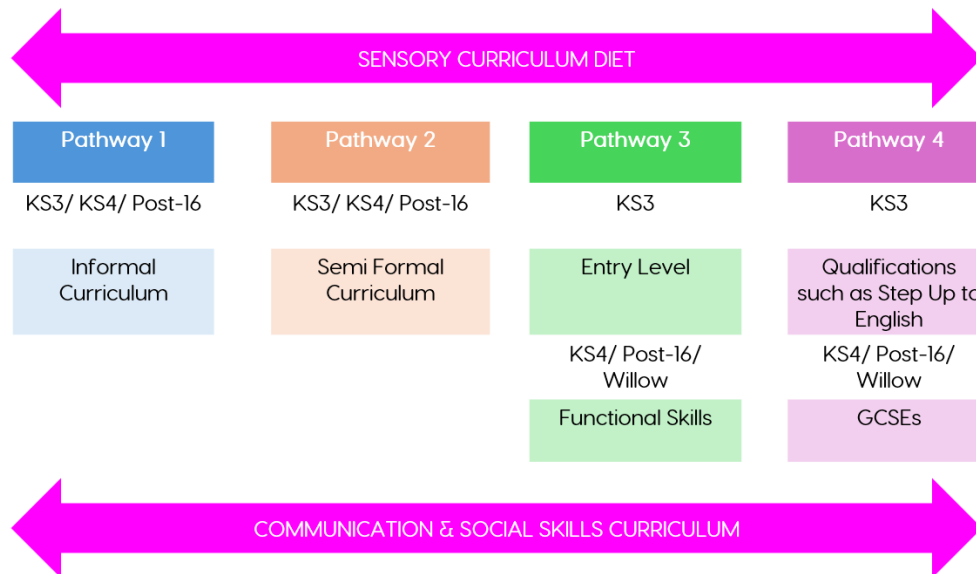 SENSORY CURRICULUM DIET
Pathway 1
Pathway 2
Pathway 3
Pathway 4
KS3/ KS4/ Post-16
KS3/ KS4/ Post-16
KS3
KS3
Informal
Curriculum
Semi Formal
Curriculum
Entry Level
Qualifications
such as Step Up to
English
KS4/ Post-16/
Willow
KS4/ Post-16/
Willow
Functional Skills
GCSEs
COMMUNICATION & SOCIAL SKILLS CURRICULUM